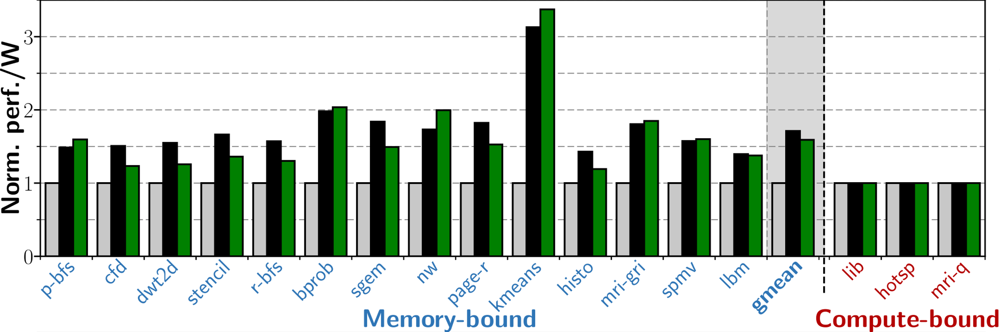 Norm. perf./W
3
2
1
0
p-bfs
cfd
dwt2d
stencil
r-bfs
bprob
sgem
nw
page-r
kmeans
histo
mri-gri
spmv
lbm
gmean
lib
hotsp
mri-q
Memory-bound
Compute-bound